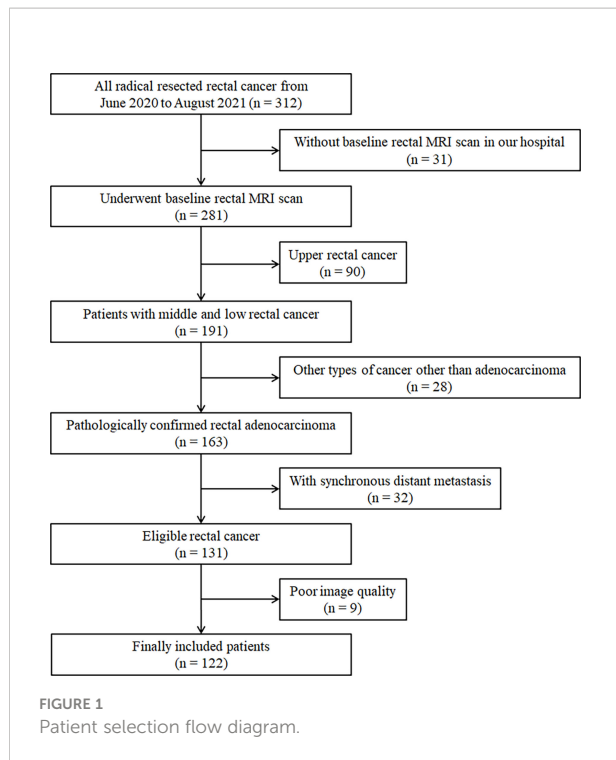 All radical resected rectal cancer from
June 2020 to August 2021 (n = 312)
Without baseline rectal MRI scan in our hospital
(n = 31)
Underwent baseline rectal MRI scan
(n = 281)
Upper rectal cancer
(n = 90)
Patients with middle and low rectal cancer
(n = 191)
Other types of cancer other than adenocarcinoma
(n = 28)
Pathologically confirmed rectal adenocarcinoma
(n = 163)
With synchronous distant metastasis
(n = 32)
Eligible rectal cancer
(n = 131)
Poor image quality
(n = 9)
Finally included patients
(n = 122)
FIGURE 1
Patient selection flow diagram.